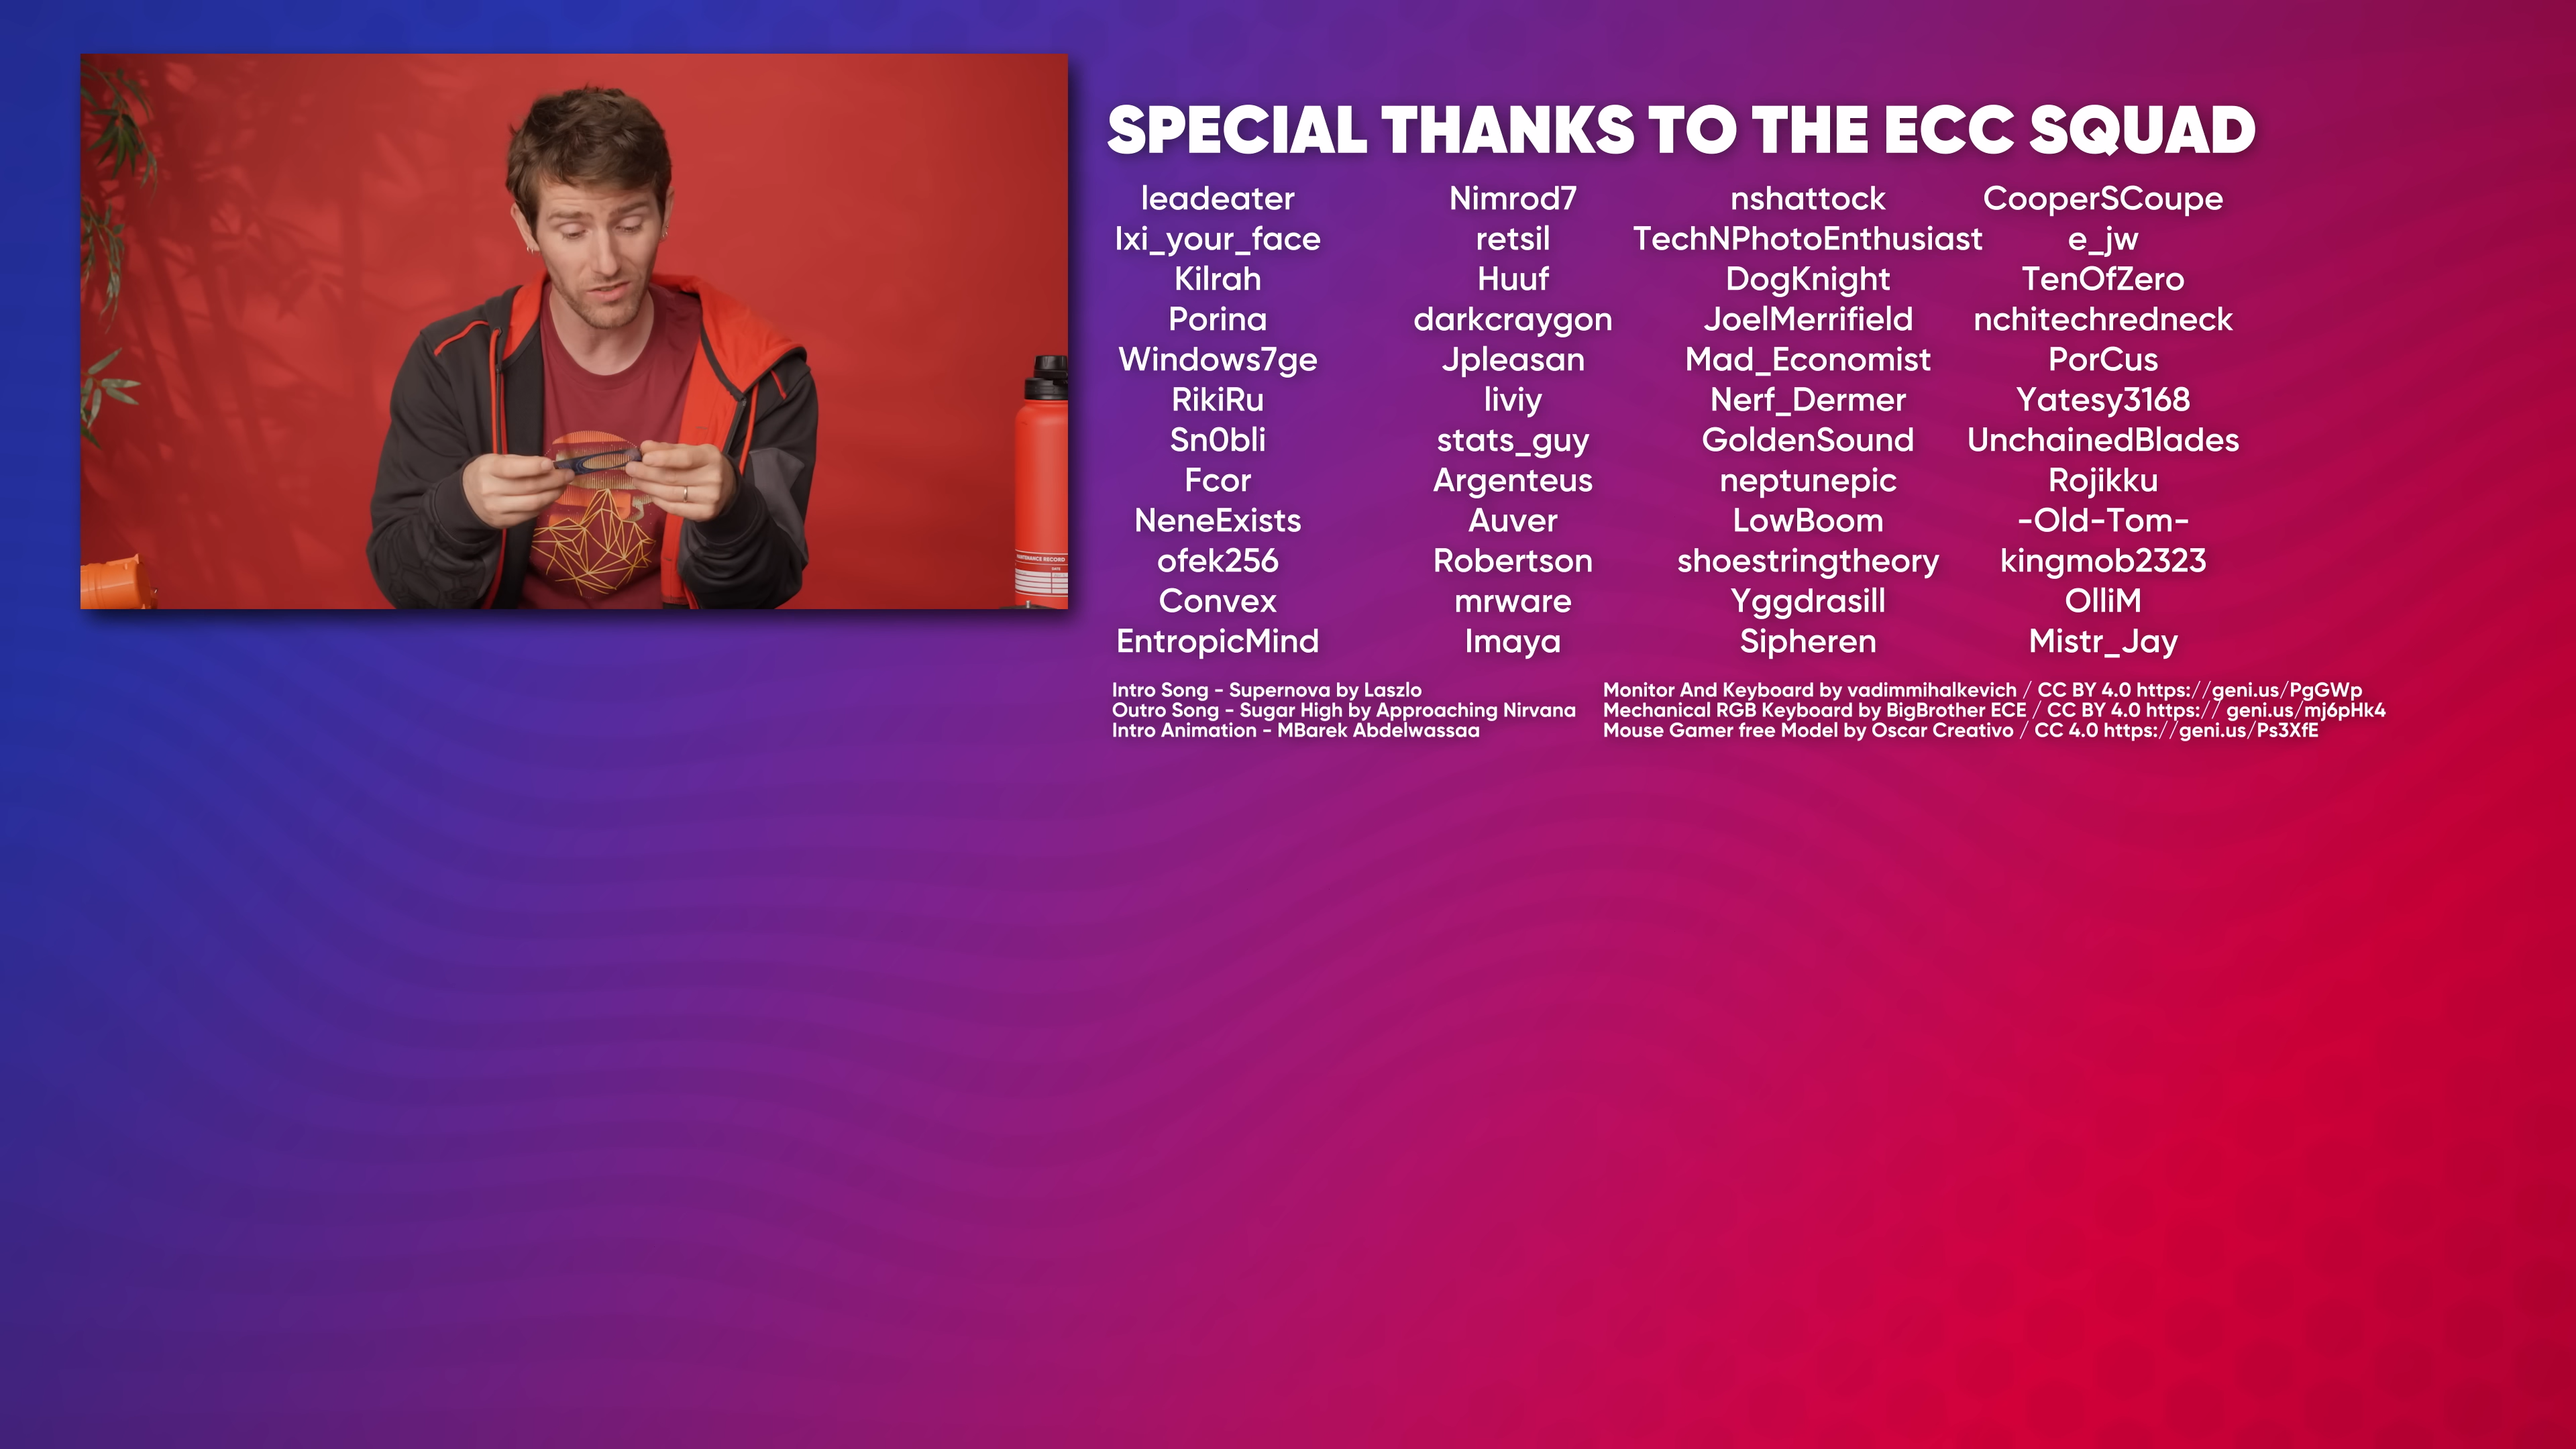 SPECIAL THANKS TO THE ECC SQUAD
leadeater Nimrod7 nshattock CooperSCoupe
lxi_your_face retsil TechNPhotoEnthusiast e_jw
Kilrah Huuf DogKnight TenOfZero
Porina darkcraygon JoelMerrifield nchitechredneck
Windows7ge Jpleasan Mad_Economist PorCus
RikiRu liviy Nerf_Dermer Yatesy3168
Sn0bli stats_guy GoldenSound UnchainedBlades
Fcor Argenteus neptunepic Rojikku
NeneExists Auver LowBoom -Old-Tom-
ofek256 Robertson shoestringtheory kingmob2323
Convex mrware Yggdrasill OlliM
EntropicMind Imaya Sipheren Mistr_Jay
Intro Song - Supernova by Laszlo
Outro Song - Sugar High by Approaching Nirvana
Intro Animation - MBarek Abdelwassaa
Monitor And Keyboard by vadimmihalkevich / CC BY 4.0 https://geni.us/PgGWp
Mechanical RGB Keyboard by BigBrother ECE / CC BY 4.0 https:// geni.us/mj6pHk4
Mouse Gamer free Model by Oscar Creativo / CC 4.0 https://geni.us/Ps3XfE